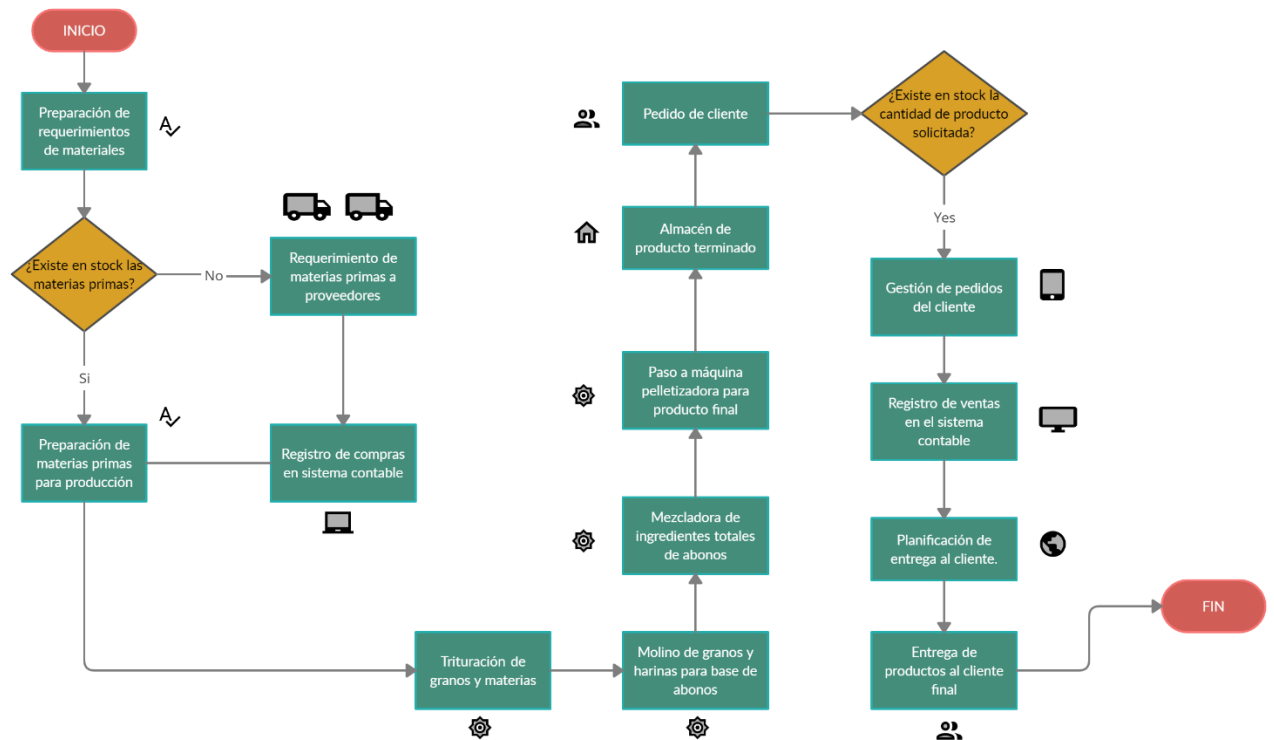 INICIO
Preparación de
requerimientos
de materiales
¿Existe en stock las
materias primas?
No
Requerimiento de
materias primas a
proveedores
Si
Preparación de
materias primas
para producción
Registro de compras
en sistema contable
Trituración de
granos y materias
Molino de granos y
harinas para base de
abonos
Mezcladora de
ingredientes totales
de abonos
Paso a máquina
pelletizadora para
producto final
Almacén de
producto terminado
Pedido de cliente
¿Existe en stock la
cantidad de producto
solicitada?
Yes
Gestión de pedidos
del cliente
Registro de ventas
en el sistema
contable
Planificación de
entrega al cliente.
Entrega de
productos al cliente
final
FIN